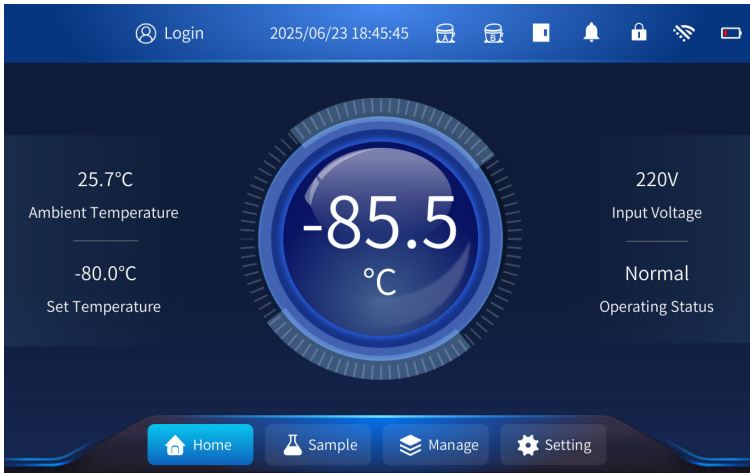 Login
2025/06/23 18:45:45
A
B
25.7°C
Ambient Temperature
-80.0°C
Set Temperature
-85.5
°C
220V
Input Voltage
Normal
Operating Status
Home
Sample
Manage
Setting